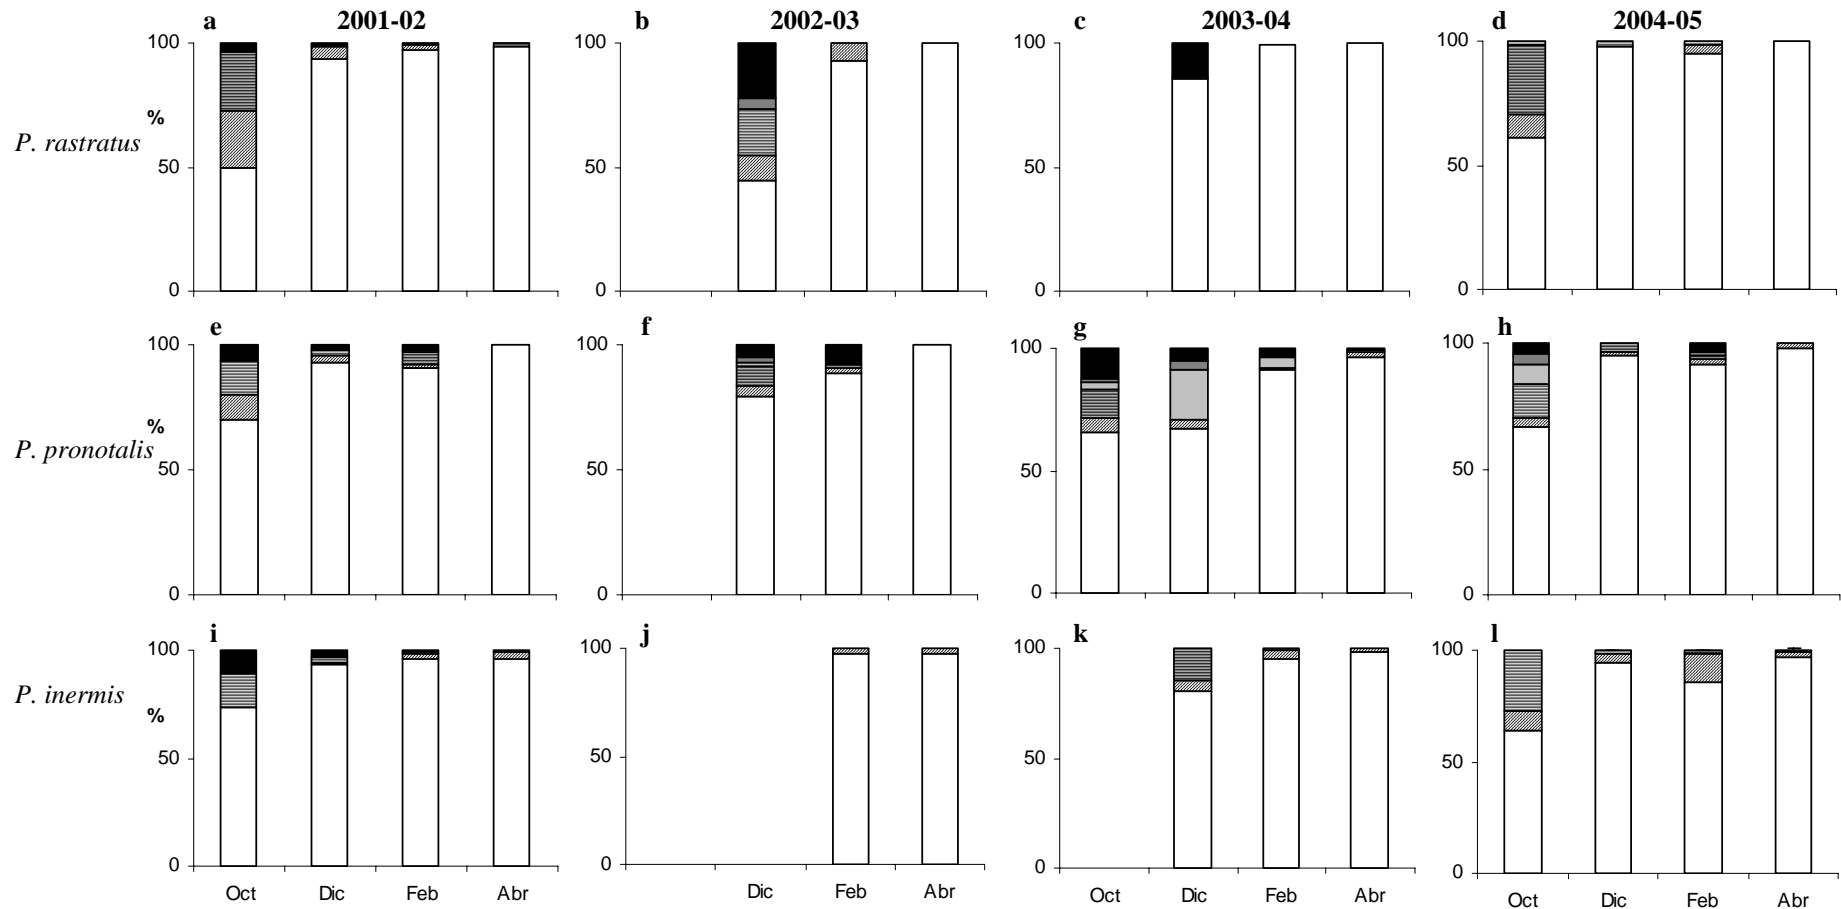 a 2001-02 b 2002-03 c 2003-04 d 2004-05
100 100 100 100
%
P. rastratus
50 50 50 50
0 0 0 0
e f g h
100 100 100 100
%
P. pronotalis
50 50 50 50
0 0 0 0
i j k l
100 100 100 100
P. inermis
%
50 50 50 50
0 0 0 0
Oct Dic Feb Abr Dic Feb Abr Oct Dic Feb Abr Oct Dic Feb Abr